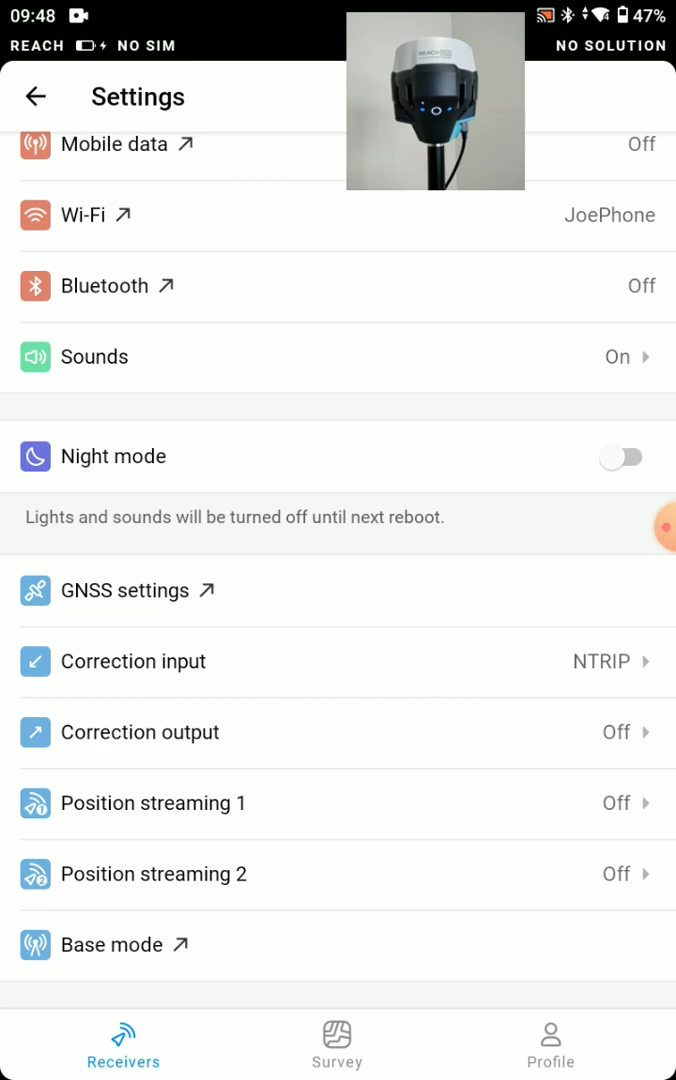 09:48 47%
REACH NO SIM NO SOLUTION
Settings
Mobile data Off
Wi-Fi JoePhone
Bluetooth Off
Sounds On
Night mode
Lights and sounds will be turned off until next reboot.
GNSS settings
Correction input NTRIP
Correction output Off
Position streaming 1 Off
Position streaming 2 Off
Base mode
Receivers Survey Profile
REACH